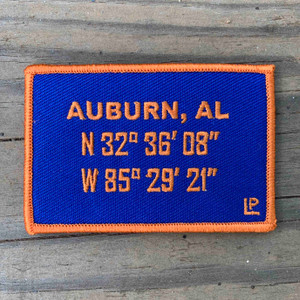 AUBURN, AL
N 32° 36' 08"
W 85° 29' 21"
LP